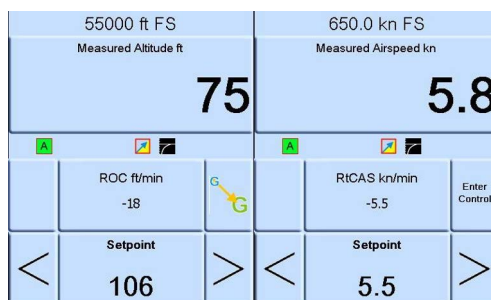 55000 ft FS
650.0 kn FS
Measured Altitude ft
Measured Airspeed kn
75
5.8
A
A
ROC ft/min
-18
G
G
RtCAS kn/min
-5.5
Enter
Control
Setpoint
Setpoint
<
106
>
<
5.5
>